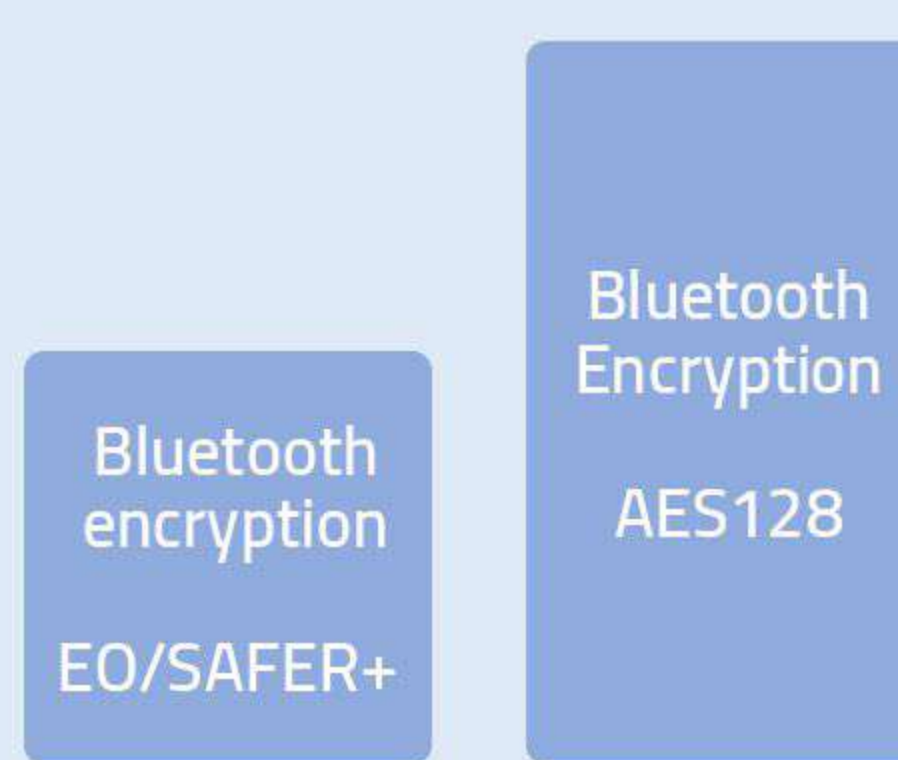 Bluetooth
encryption
EO/SAFER+
Bluetooth
Encryption
AES128